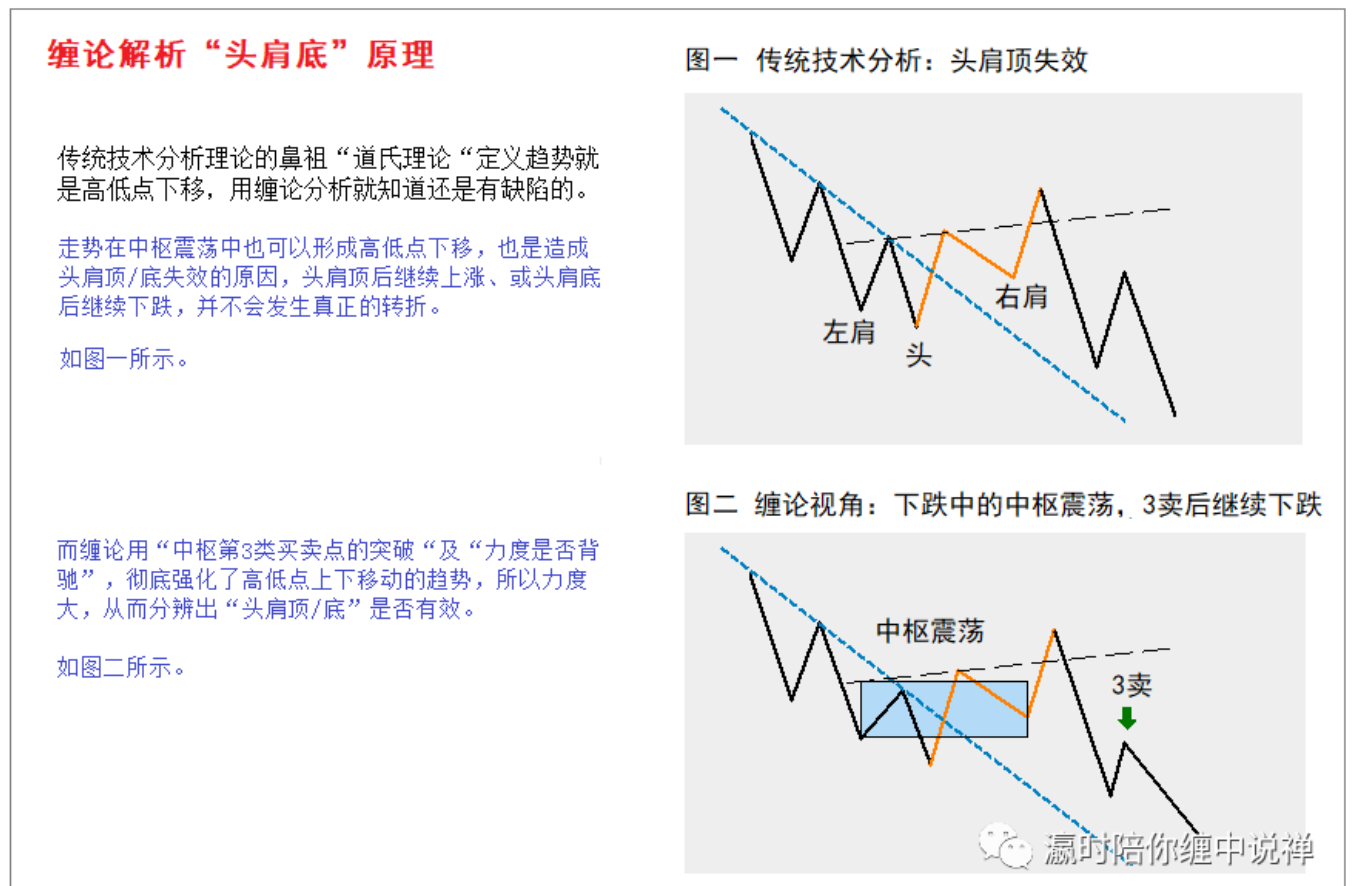 缠论解析“头肩底”原理
传统技术分析理论的鼻祖“道氏理论“定义趋势就
是高低点下移，用缠论分析就知道还是有缺陷的。
走势在中枢震荡中也可以形成高低点下移，也是造成
头肩顶/底失效的原因，头肩顶后继续上涨、或头肩底
后继续下跌，并不会发生真正的转折。
如图一所示。
而缠论用“中枢第3类买卖点的突破“及“力度是否背
驰”，彻底强化了高低点上下移动的趋势，所以力度
大，从而分辨出“头肩顶/底”是否有效。
如图二所示。
图一 传统技术分析：头肩顶失效
左肩
头
右肩
图二 缠论视角：下跌中的中枢震荡，3卖后继续下跌
中枢震荡
3卖
瀛时陪你缠中说禅